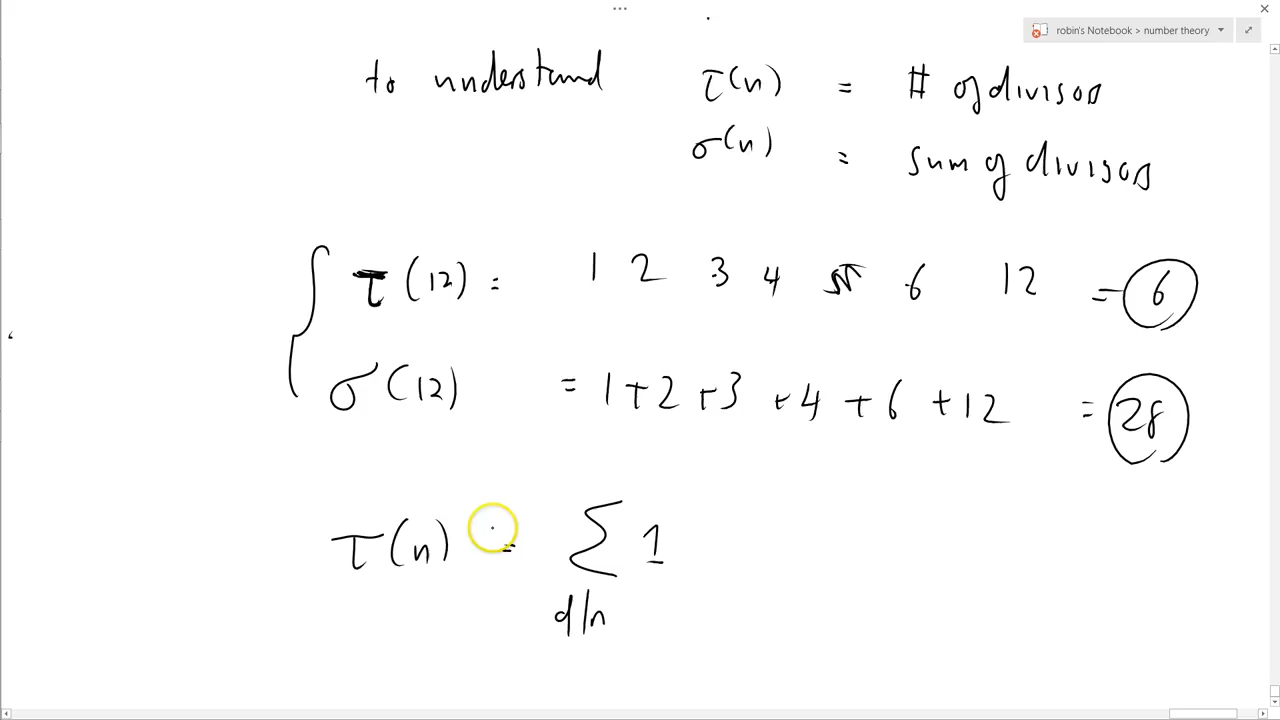 robin's Notebook > number theory
to understand τ(n) = # of divisors
σ(n) = sum of divisors
τ(12) = 1 2 3 4 6 12 = 6
σ(12) = 1+2+3+4+6+12 = 28
τ(n) = Σ 1
d|n